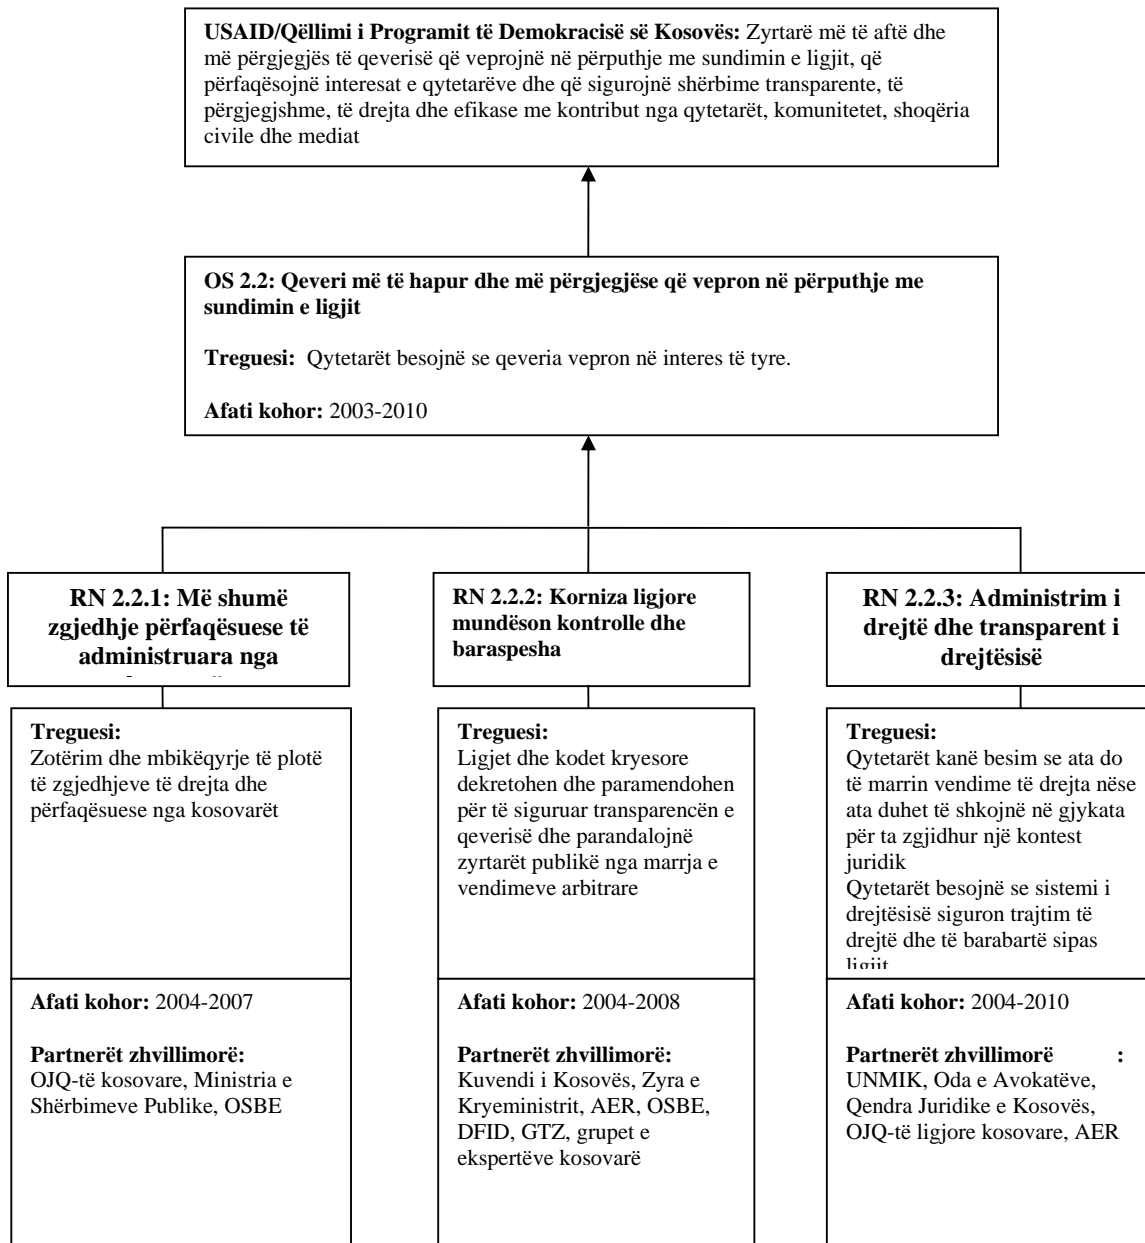 USAID/Qëllimi i Programit të Demokracisë së Kosovës: Zyrtarë më të aftë dhe
më përgjegjës të qeverisë që veprojnë në përputhje me sundimin e ligjit, që
përfaqësojnë interesat e qytetarëve dhe që sigurojnë shërbime transparente, të
përgjegjshme, të drejta dhe efikase me kontribut nga qytetarët, komunitetet, shoqëria
civile dhe mediat
OS 2.2: Qeveri më të hapur dhe më përgjegjëse që vepron në përputhje me
sundimin e ligjit
Treguesi: Qytetarët besojnë se qeveria vepron në interes të tyre.
Afati kohor: 2003-2010
RN 2.2.1: Më shumë
zgjedhje përfaqësuese të
administruara nga
RN 2.2.2: Korniza ligjore
mundëson kontrolle dhe
baraspesha
RN 2.2.3: Administrim i
drejtë dhe transparent i
drejtësisë
Treguesi:
Zotërim dhe mbikëqyrje të plotë
të zgjedhjeve të drejta dhe
përfaqësuese nga kosovarët
Treguesi:
Ligjet dhe kodet kryesore
dekretohen dhe paramendohen
për të siguruar transparencën e
qeverisë dhe parandalojnë
zyrtarët publikë nga marrja e
vendimeve arbitrare
Treguesi:
Qytetarët kanë besim se ata do
të marrin vendime të drejta nëse
ata duhet të shkojnë në gjykata
për ta zgjidhur një kontest
juridik
Qytetarët besojnë se sistemi i
drejtësisë siguron trajtim të
drejtë dhe të barabartë sipas
ligjit
Afati kohor: 2004-2007
Partnerët zhvillimorë:
OJQ-të kosovare, Ministria e
Shërbimeve Publike, OSBE
Afati kohor: 2004-2008
Partnerët zhvillimorë:
Kuvendi i Kosovës, Zyra e
Kryeministrit, AER, OSBE,
DFID, GTZ, grupet e
ekspertëve kosovarë
Afati kohor: 2004-2010
Partnerët zhvillimorë :
UNMIK, Oda e Avokatëve,
Qendra Juridike e Kosovës,
OJQ-të ligjore kosovare, AER